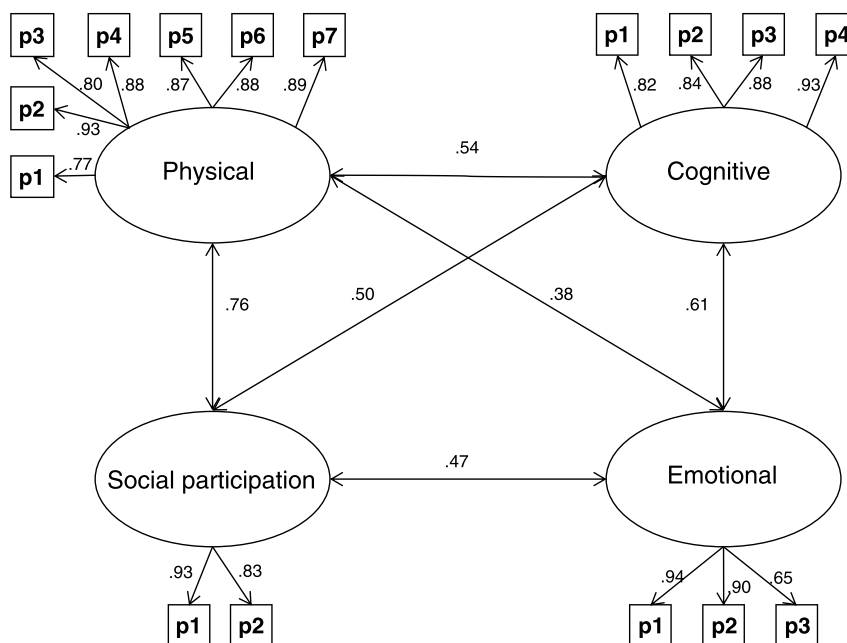 p3 p4 p5 p6 p7
p1 p2 p3 p4
.80 .88 .87 .88 .89
.82 .84 .88 .93
p2
.93
.77
p1
Physical
.54
Cognitive
.76
.50
.38
.61
Social participation
.47
Emotional
.93 .83
.94 .90 .65
p1 p2
p1 p2 p3